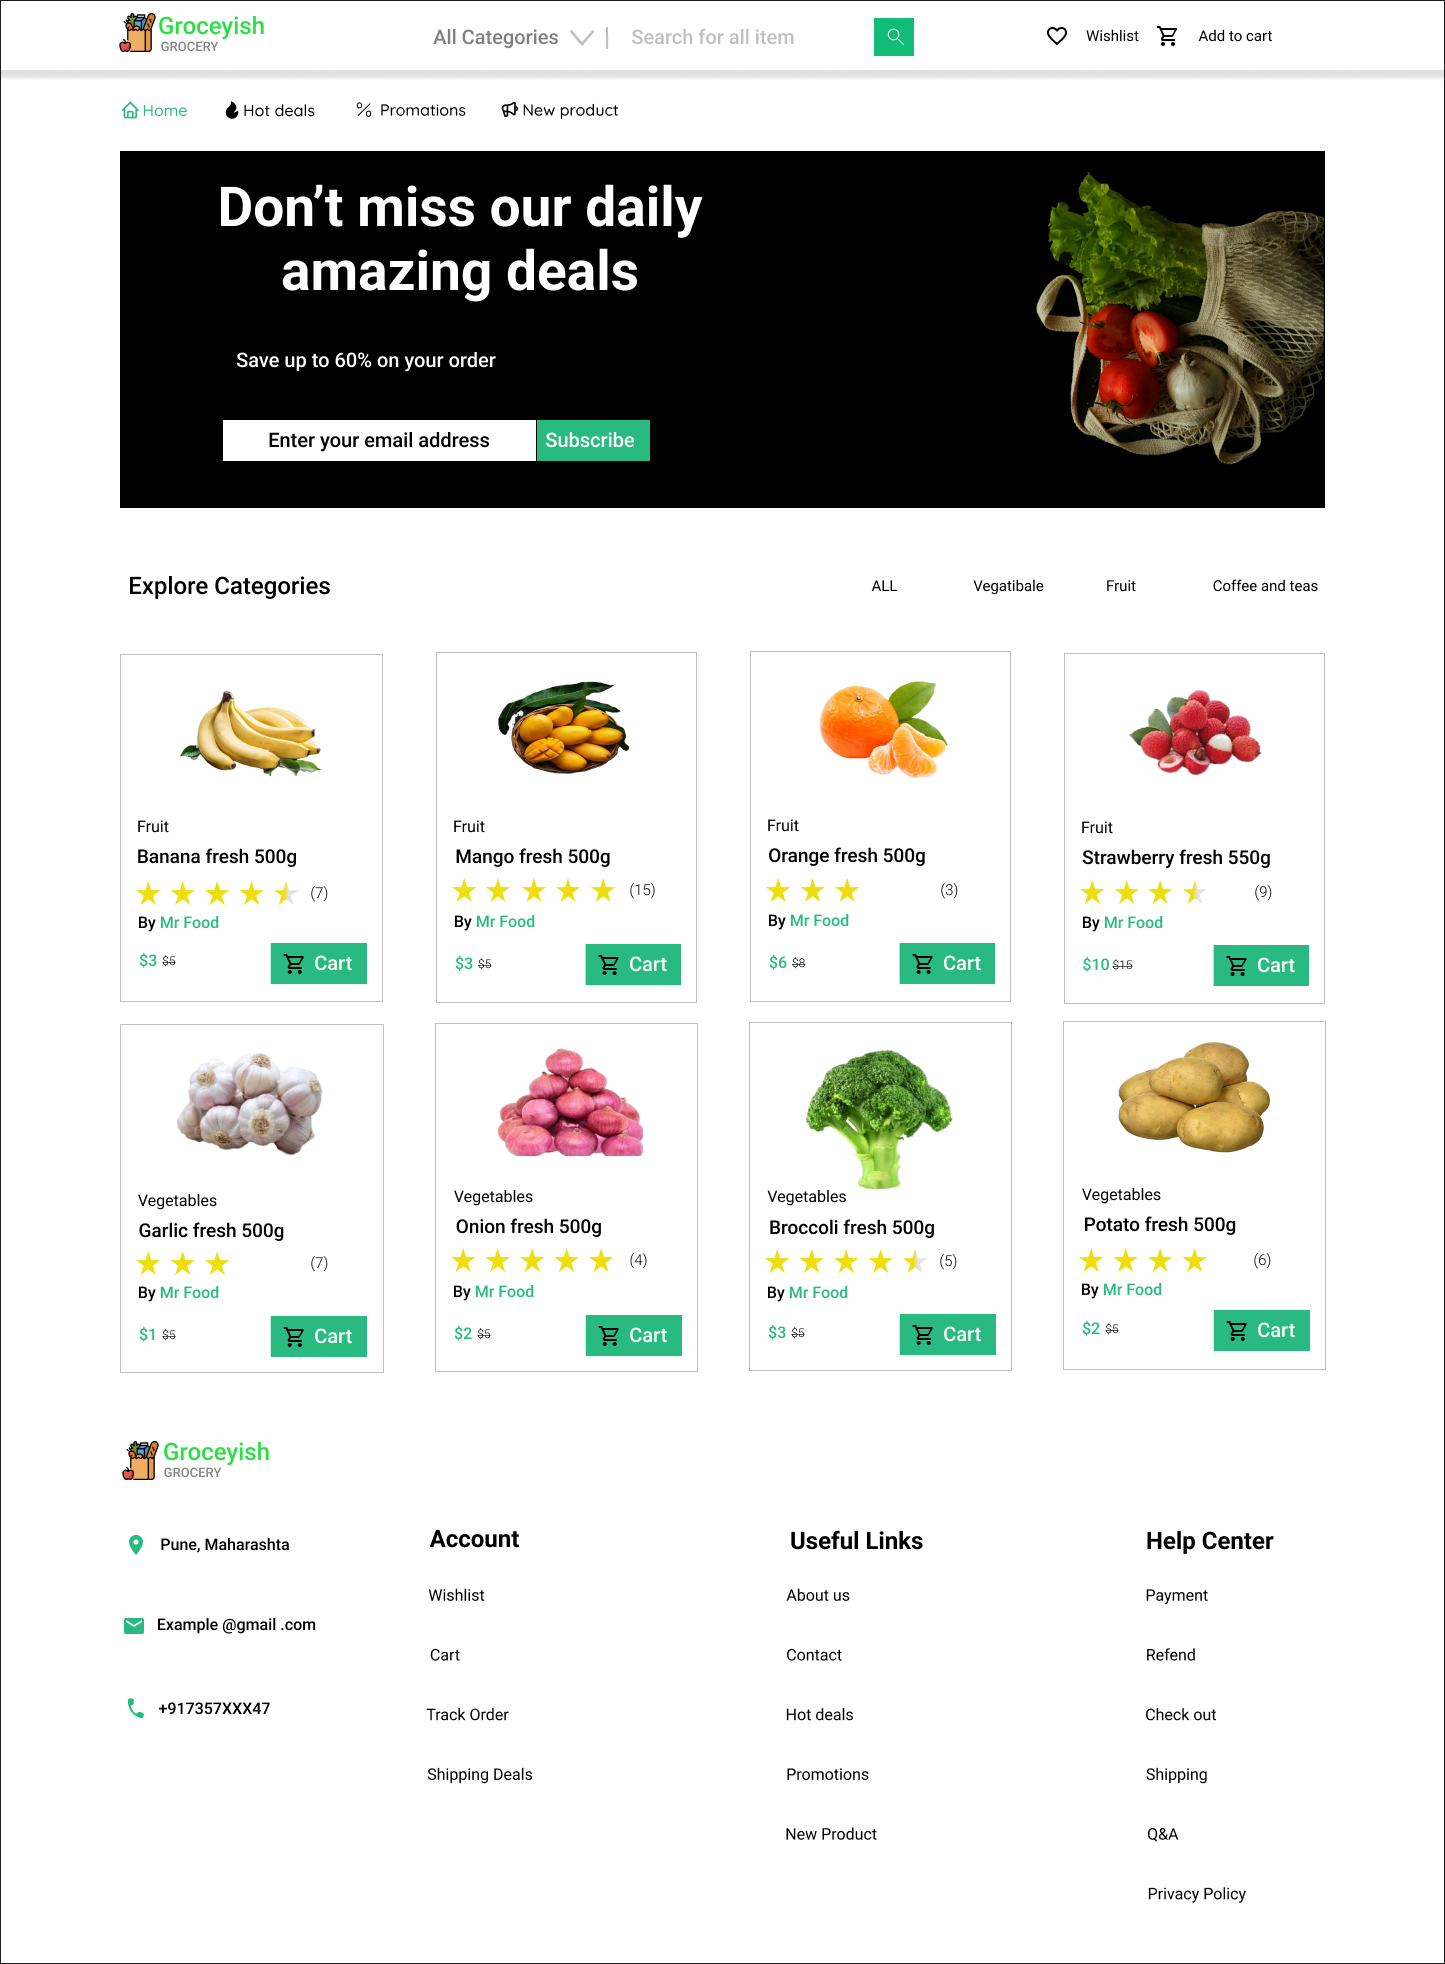 Groceyish
GROCERY
All Categories
Search for all item
Wishlist
Add to cart
Home
Hot deals
Promations
New product
Don’t miss our daily
amazing deals
Save up to 60% on your order
Enter your email address
Subscribe
Explore Categories
ALL
Vegatibale
Fruit
Coffee and teas
Fruit
Banana fresh 500g
(7)
By Mr Food
$3 $5
Cart
Fruit
Mango fresh 500g
(15)
By Mr Food
$3 $5
Cart
Fruit
Orange fresh 500g
(3)
By Mr Food
$6 $8
Cart
Fruit
Strawberry fresh 550g
(9)
By Mr Food
$10 $15
Cart
Vegetables
Garlic fresh 500g
(7)
By Mr Food
$1 $5
Cart
Vegetables
Onion fresh 500g
(4)
By Mr Food
$2 $5
Cart
Vegetables
Broccoli fresh 500g
(5)
By Mr Food
$3 $5
Cart
Vegetables
Potato fresh 500g
(6)
By Mr Food
$2 $5
Cart
Groceyish
GROCERY
Pune, Maharashta
Example @gmail .com
+917357XXX47
Account
Wishlist
Cart
Track Order
Shipping Deals
Useful Links
About us
Contact
Hot deals
Promotions
New Product
Help Center
Payment
Refend
Check out
Shipping
Q&A
Privacy Policy